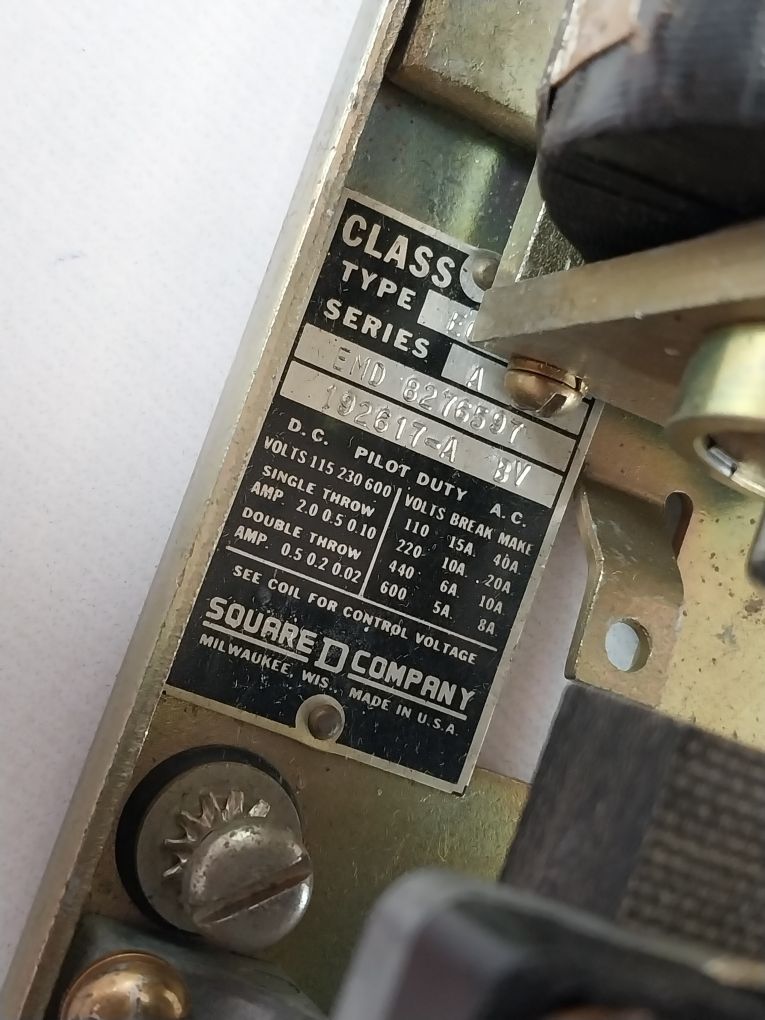 CLASS
TYPE
SERIES A
EMD 8276597
192617-A BV
D.C. PILOT DUTY A.C.
VOLTS 115 230 600 VOLTS BREAK MAKE
SINGLE THROW 110 15A. 40A
AMP. 2.0 0.5 0.10 220 10A. 20A
DOUBLE THROW 440 6A. 10A
AMP. 0.5 0.2 0.02 600 5A. 8A
SEE COIL FOR CONTROL VOLTAGE
SQUARE D COMPANY
MILWAUKEE, WIS., MADE IN U.S.A.